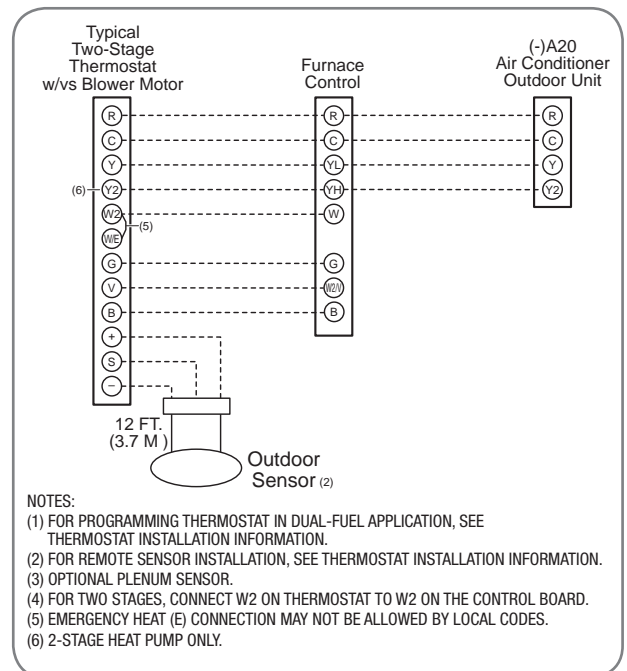 Typical
Two-Stage
Thermostat
w/vs Blower Motor
Furnace
Control
(-)A20
Air Conditioner
Outdoor Unit
R
C
Y
(6) Y2
W2
W/E
(5)
G
V
B
+
S
–
R
C
YL
YH
W
G
W2/V
B
R
C
Y
Y2
12 FT.
(3.7 M )
Outdoor
Sensor (2)
NOTES:
(1) FOR PROGRAMMING THERMOSTAT IN DUAL-FUEL APPLICATION, SEE
THERMOSTAT INSTALLATION INFORMATION.
(2) FOR REMOTE SENSOR INSTALLATION, SEE THERMOSTAT INSTALLATION INFORMATION.
(3) OPTIONAL PLENUM SENSOR.
(4) FOR TWO STAGES, CONNECT W2 ON THERMOSTAT TO W2 ON THE CONTROL BOARD.
(5) EMERGENCY HEAT (E) CONNECTION MAY NOT BE ALLOWED BY LOCAL CODES.
(6) 2-STAGE HEAT PUMP ONLY.